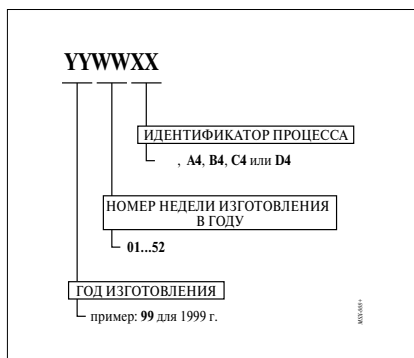 YYWWXX
ИДЕНТИФИКАТОР ПРОЦЕССА
, A4, B4, C4 или D4
НОМЕР НЕДЕЛИ ИЗГОТОВЛЕНИЯ
В ГОДУ
01...52
ГОД ИЗГОТОВЛЕНИЯ
пример: 99 для 1999 г.